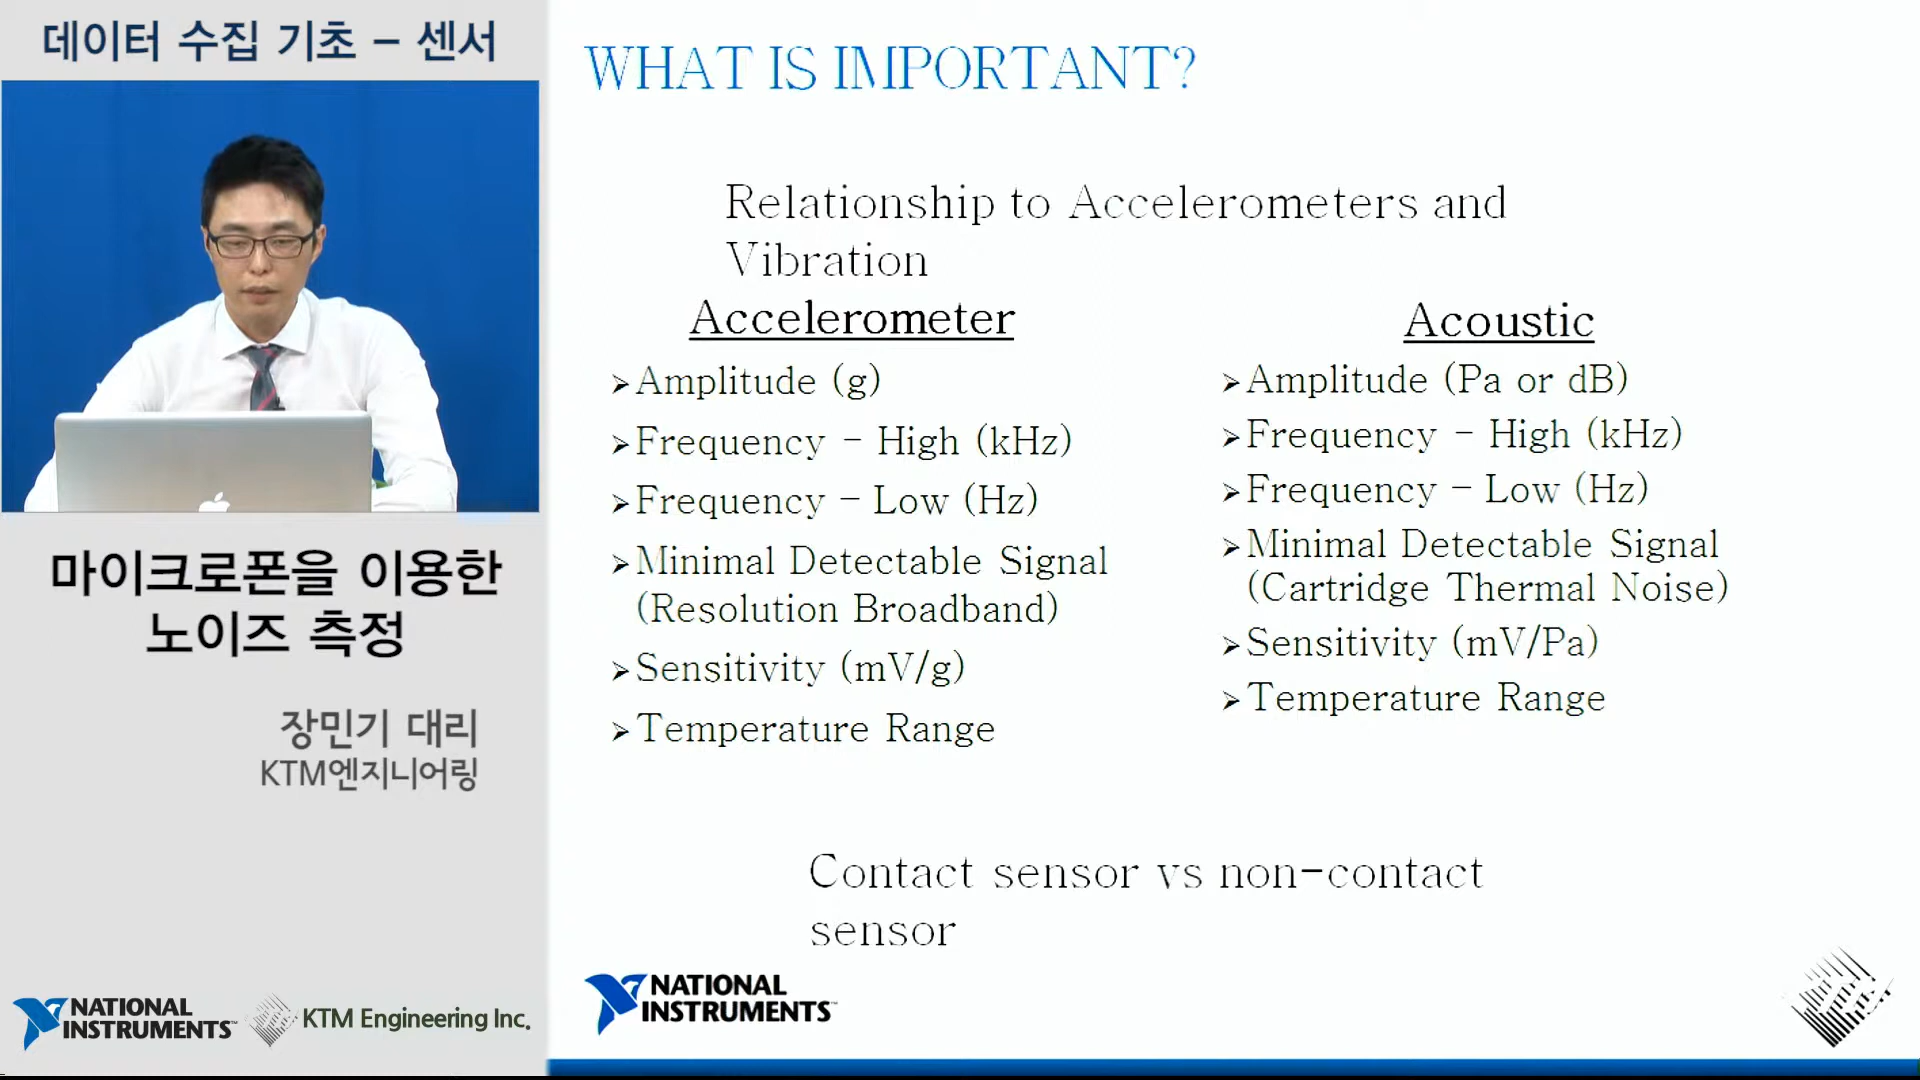 데이터 수집 기초 – 센서
마이크로폰을 이용한
노이즈 측정
장민기 대리
KTM엔지니어링
NATIONAL
INSTRUMENTS™
KTM Engineering Inc.
WHAT IS IMPORTANT?
Relationship to Accelerometers and
Vibration
Accelerometer
➢Amplitude (g)
➢Frequency – High (kHz)
➢Frequency – Low (Hz)
➢Minimal Detectable Signal
(Resolution Broadband)
➢Sensitivity (mV/g)
➢Temperature Range
Acoustic
➢Amplitude (Pa or dB)
➢Frequency – High (kHz)
➢Frequency – Low (Hz)
➢Minimal Detectable Signal
(Cartridge Thermal Noise)
➢Sensitivity (mV/Pa)
➢Temperature Range
Contact sensor vs non-contact
sensor
NATIONAL
INSTRUMENTS™